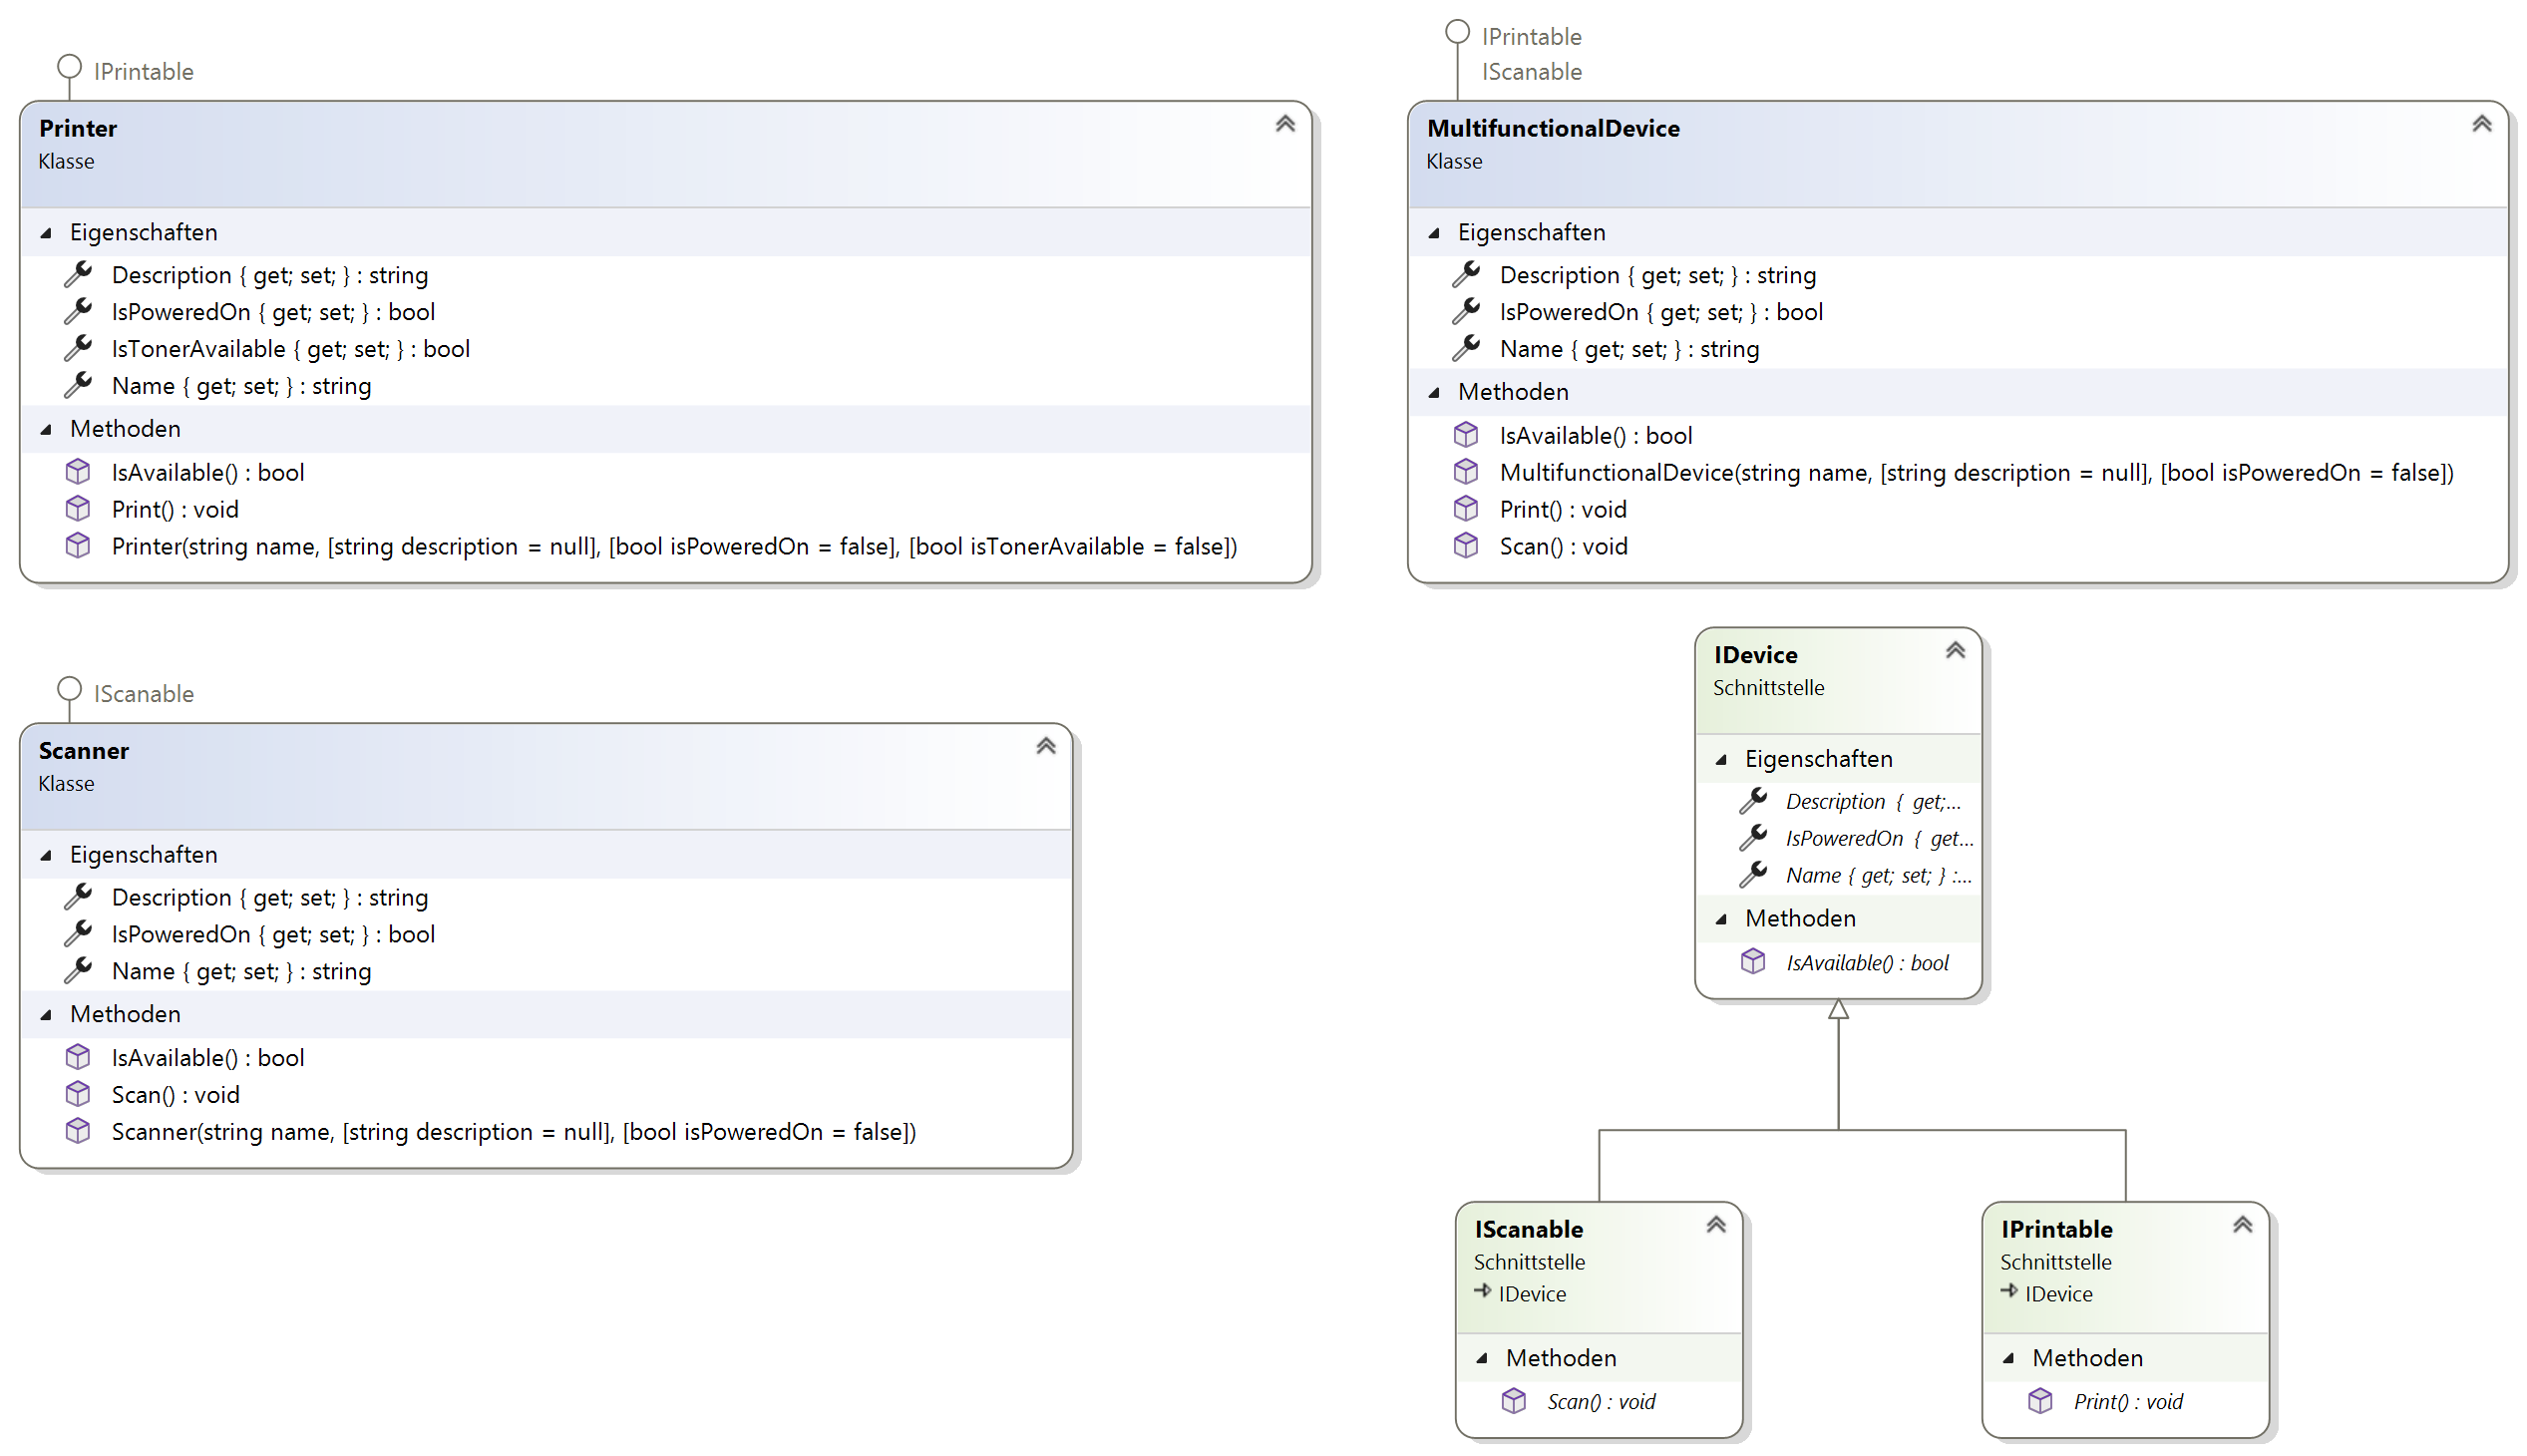 IPrintable
Printer
Klasse
Eigenschaften
Description { get; set; } : string
IsPoweredOn { get; set; } : bool
IsTonerAvailable { get; set; } : bool
Name { get; set; } : string
Methoden
IsAvailable() : bool
Print() : void
Printer(string name, [string description = null], [bool isPoweredOn = false], [bool isTonerAvailable = false])
IPrintable
IScanable
MultifunctionalDevice
Klasse
Eigenschaften
Description { get; set; } : string
IsPoweredOn { get; set; } : bool
Name { get; set; } : string
Methoden
IsAvailable() : bool
MultifunctionalDevice(string name, [string description = null], [bool isPoweredOn = false])
Print() : void
Scan() : void
IScanable
Scanner
Klasse
Eigenschaften
Description { get; set; } : string
IsPoweredOn { get; set; } : bool
Name { get; set; } : string
Methoden
IsAvailable() : bool
Scan() : void
Scanner(string name, [string description = null], [bool isPoweredOn = false])
IDevice
Schnittstelle
Eigenschaften
Description { get;...
IsPoweredOn { get...
Name { get; set; } :...
Methoden
IsAvailable() : bool
IScanable
Schnittstelle
IDevice
Methoden
Scan() : void
IPrintable
Schnittstelle
IDevice
Methoden
Print() : void